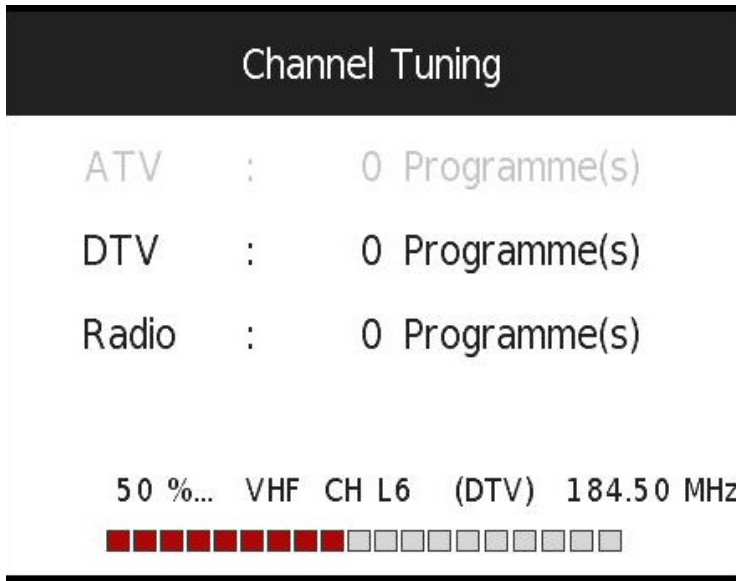 Channel Tuning
ATV : 0 Programme(s)
DTV : 0 Programme(s)
Radio : 0 Programme(s)
50 %... VHF CH L6 (DTV) 184.50 MHz